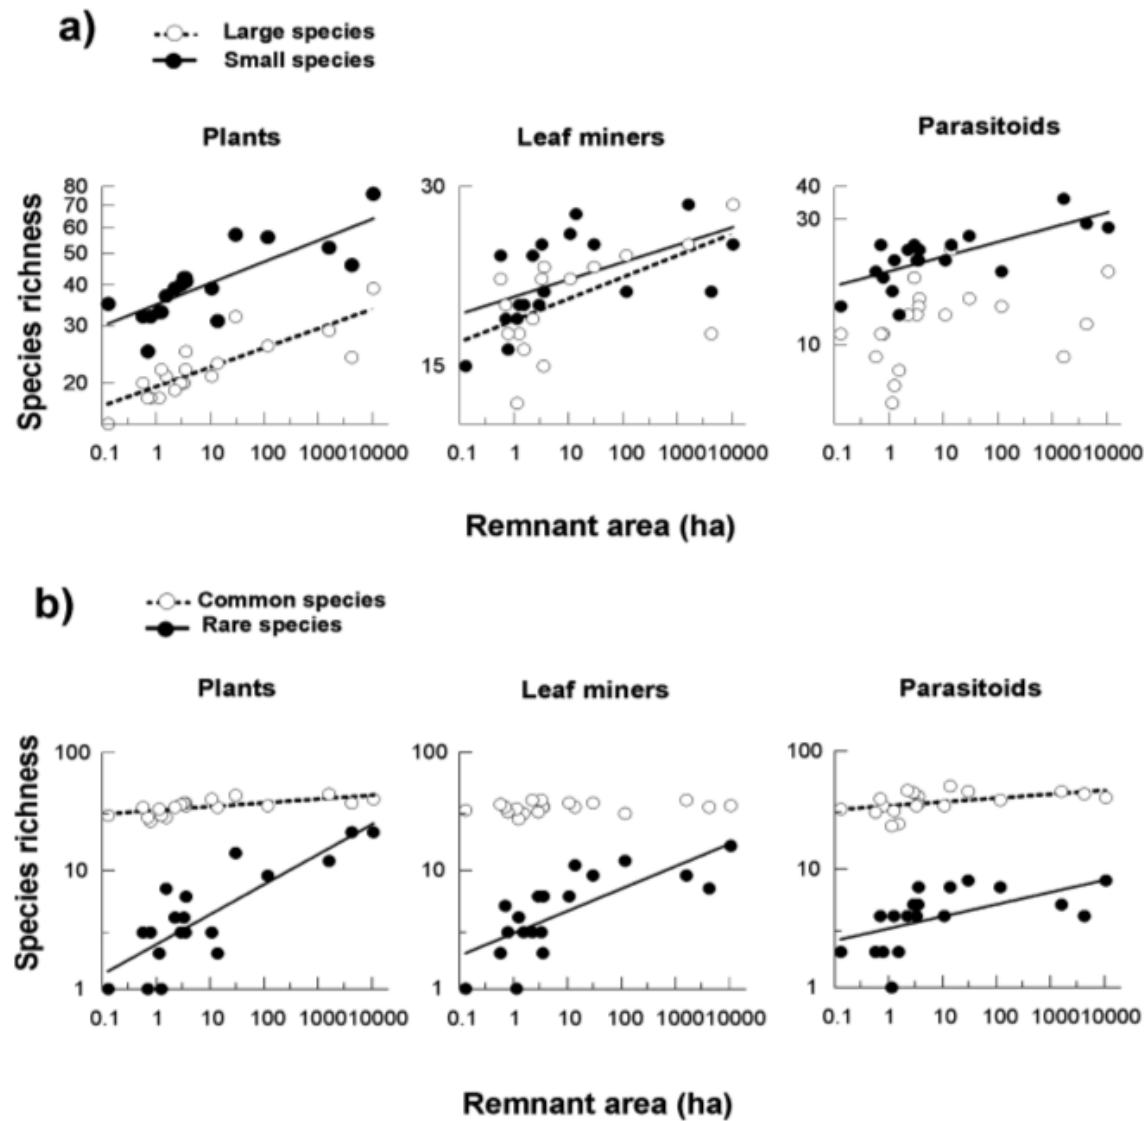 a)
Large species
Small species
Plants
Leaf miners
Parasitoids
Species richness
80
70
60
50
40
30
20
0.1 1 10 100 1000 10000
30
15
0.1 1 10 100 1000 10000
40
30
10
0.1 1 10 100 1000 10000
Remnant area (ha)
b)
Common species
Rare species
Plants
Leaf miners
Parasitoids
Species richness
100
10
1
0.1 1 10 100 1000 10000
100
10
1
0.1 1 10 100 1000 10000
100
10
1
0.1 1 10 100 1000 10000
Remnant area (ha)